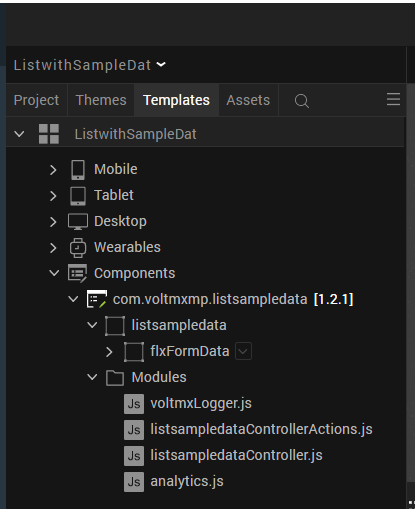 ListwithSampleDat
Project Themes Templates Assets
ListwithSampleDat
Mobile
Tablet
Desktop
Wearables
Components
com.voltmxmp.listsampledata [1.2.1]
listsampledata
flxFormData
Modules
Js voltmxLogger.js
Js listsampledataControllerActions.js
Js listsampledataController.js
Js analytics.js